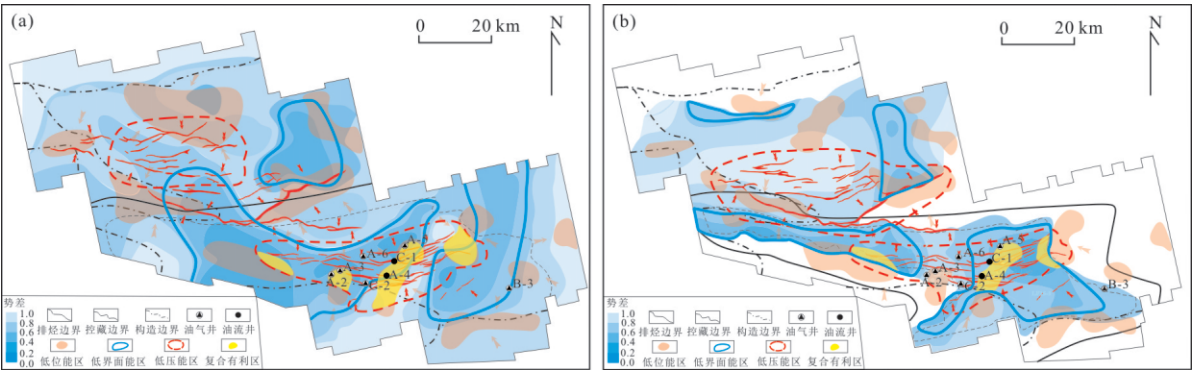 (a)
0 20 km
N
A-6
A-
C-1
A-3
A-2
A-4
C-2
B-3
势差
1.0
0.8
0.6
0.4
0.2
0.0
排烃边界 控藏边界 构造边界 油气井 油流井
低位能区 低界面能区 低压能区 复合有利区
(b)
0 20 km
N
A-
A-6
C-1
A-
A-2
A-4
C-2
B-3
势差
1.0
0.8
0.6
0.4
0.2
0.0
排烃边界 控藏边界 构造边界 油气井 油流井
低位能区 低界面能区 低压能区 复合有利区